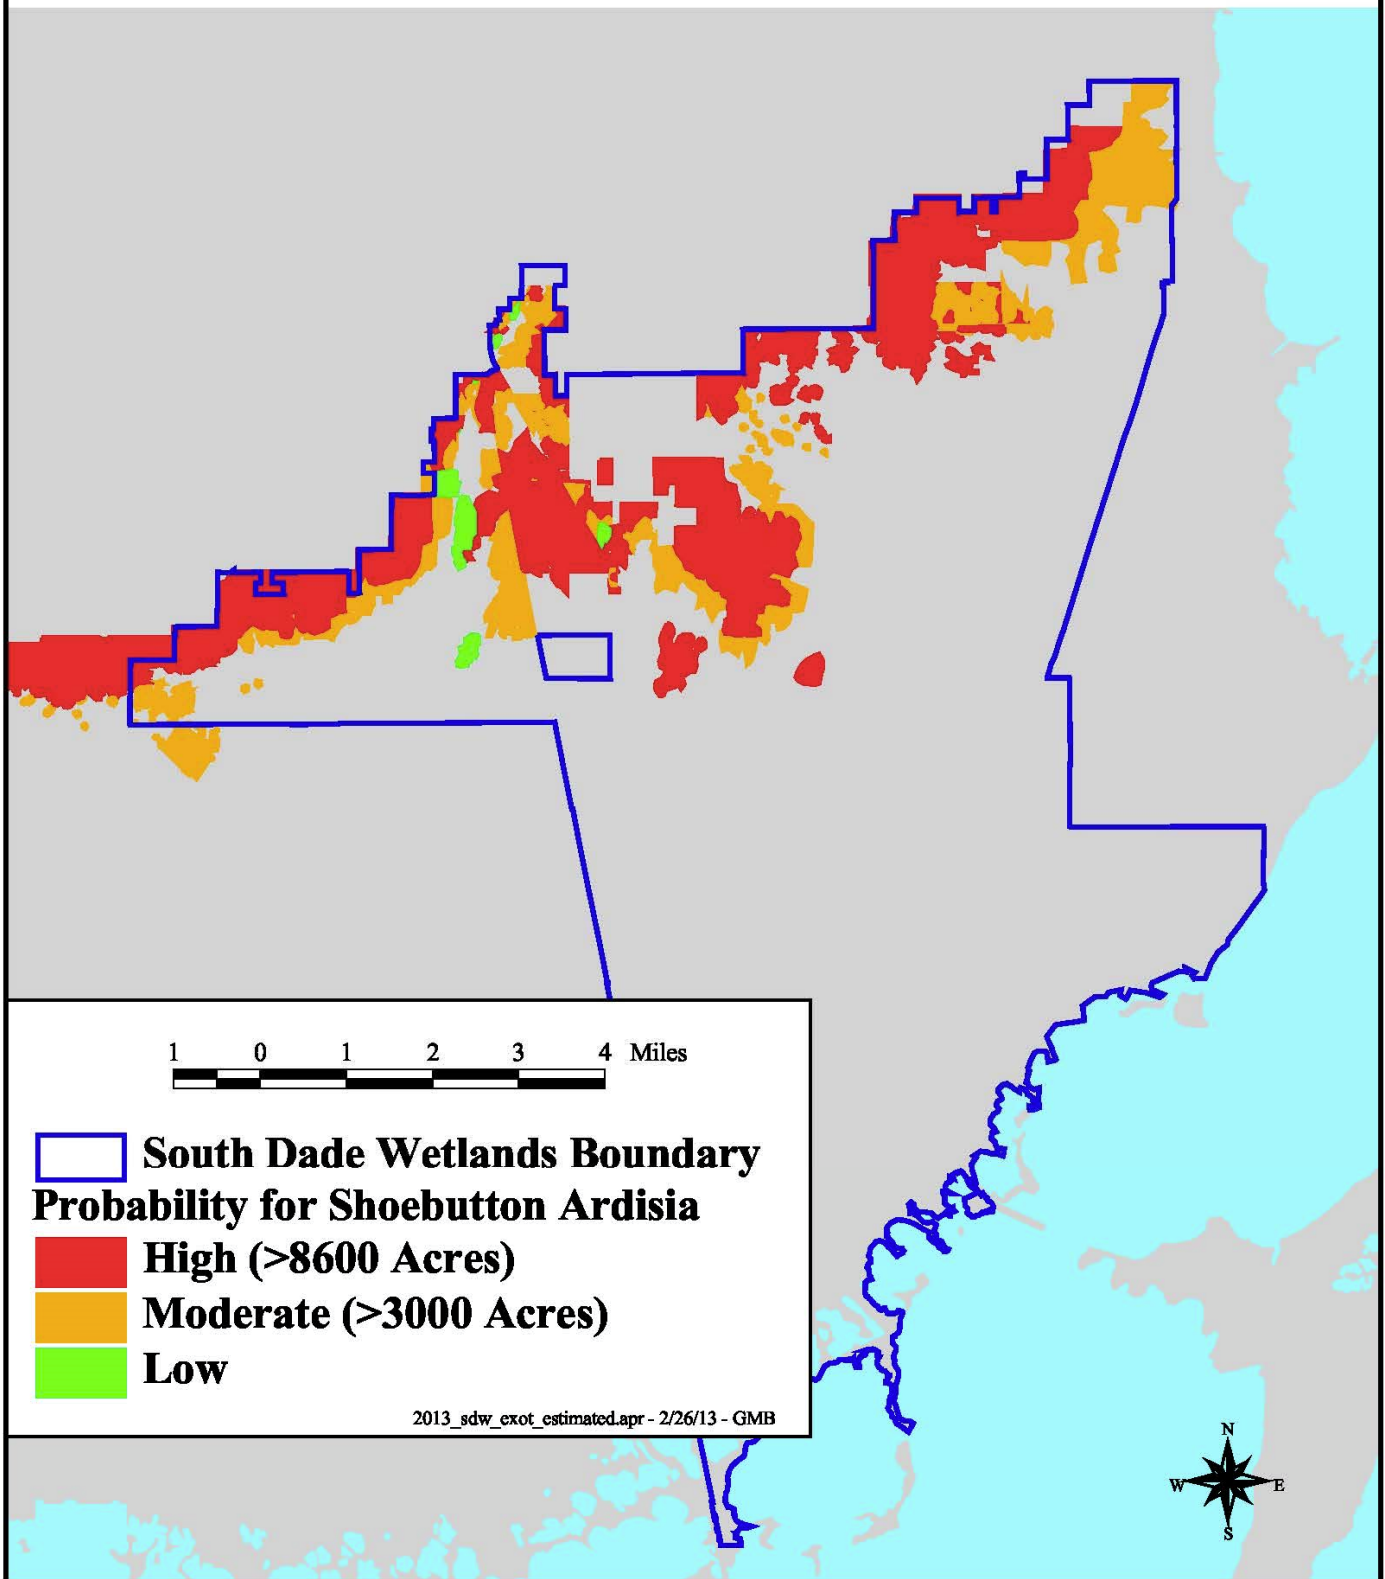 1 0 1 2 3 4 Miles
South Dade Wetlands Boundary
Probability for Shoebutton Ardisia
High (>8600 Acres)
Moderate (>3000 Acres)
Low
2013_sdw_exot_estimated.apr - 2/26/13 - GMB
N
W E
S